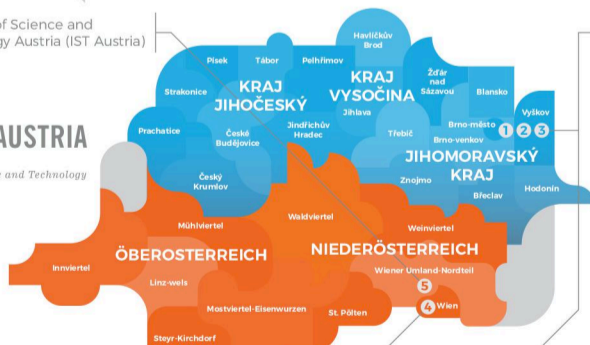 of Science and
gy Austria (IST Austria)
AUSTRIA
e and Technology
Havlíčkův
Brod
Písek
Tábor
Pelhřimov
Žďár
nad
Sázavou
Blansko
Strakonice
KRAJ
JIHOČESKÝ
KRAJ
VYSOČINA
Jihlava
Vyškov
Prachatice
České
Budějovice
Jindřichův
Hradec
Třebíč
Brno-město
1 2 3
Brno-venkov
JIHOMORAVSKÝ
KRAJ
Český
Krumlov
Znojmo
Břeclav
Hodonín
Mühlviertel
Waldviertel
Weinviertel
ÖBEROSTERREICH
NIEDERÖSTERREICH
Innviertel
Linz-wels
Wiener Umland-Nordteil
5
Mostviertel-Eisenwurzen
St. Pölten
4 Wien
Steyr-Kirchdorf